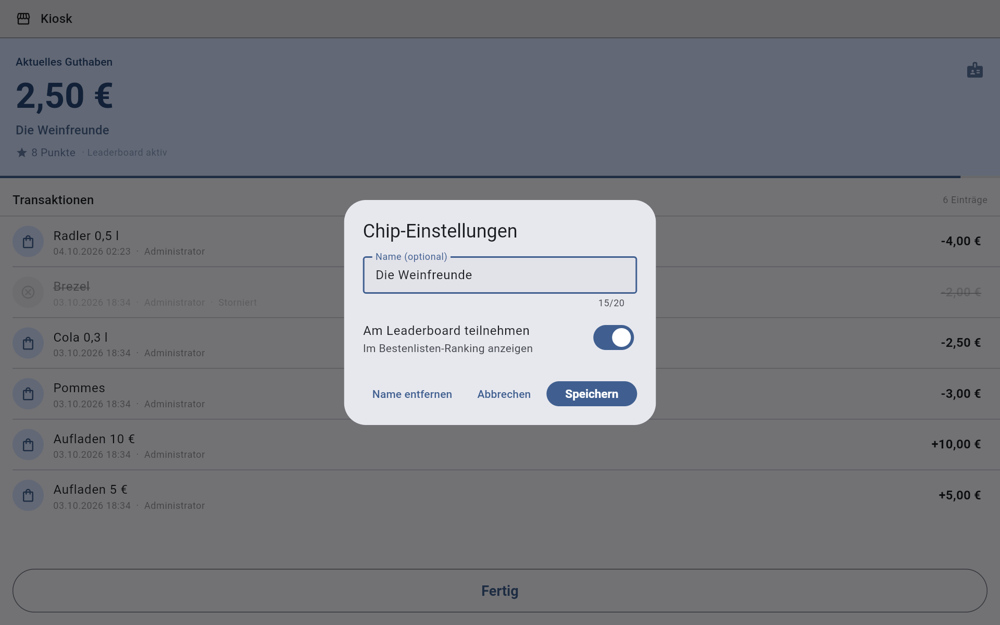 Kiosk
Aktuelles Guthaben
2,50 €
Die Weinfreunde
8 Punkte · Leaderboard aktiv
Transaktionen
6 Einträge
Radler 0,5 l
04.10.2026 02:23 · Administrator
-4,00 €
Brezel
03.10.2026 18:34 · Administrator · Storniert
-2,00 €
Cola 0,3 l
03.10.2026 18:34 · Administrator
-2,50 €
Pommes
03.10.2026 18:34 · Administrator
-3,00 €
Aufladen 10 €
03.10.2026 18:34 · Administrator
+10,00 €
Aufladen 5 €
03.10.2026 18:34 · Administrator
+5,00 €
Chip-Einstellungen
Name (optional)
Die Weinfreunde
15/20
Am Leaderboard teilnehmen
Im Bestenlisten-Ranking anzeigen
Name entfernen
Abbrechen
Speichern
Fertig